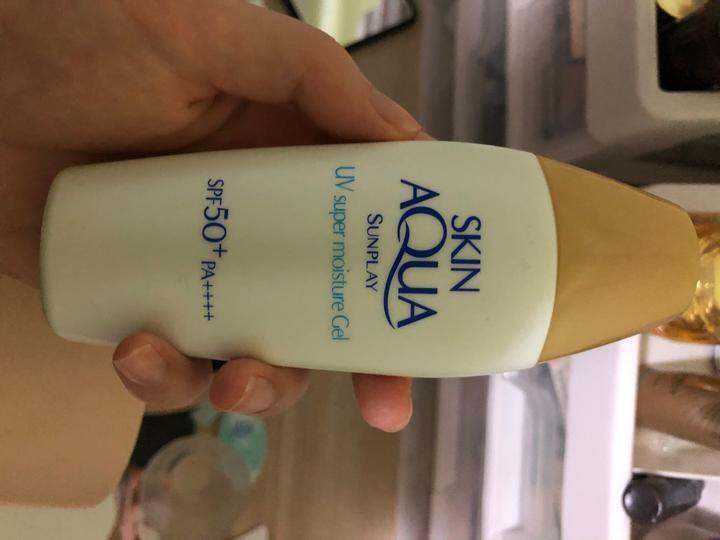 SKIN
AQUA
SUNPLAY
UV super moisture Gel
SPF50+ PA++++